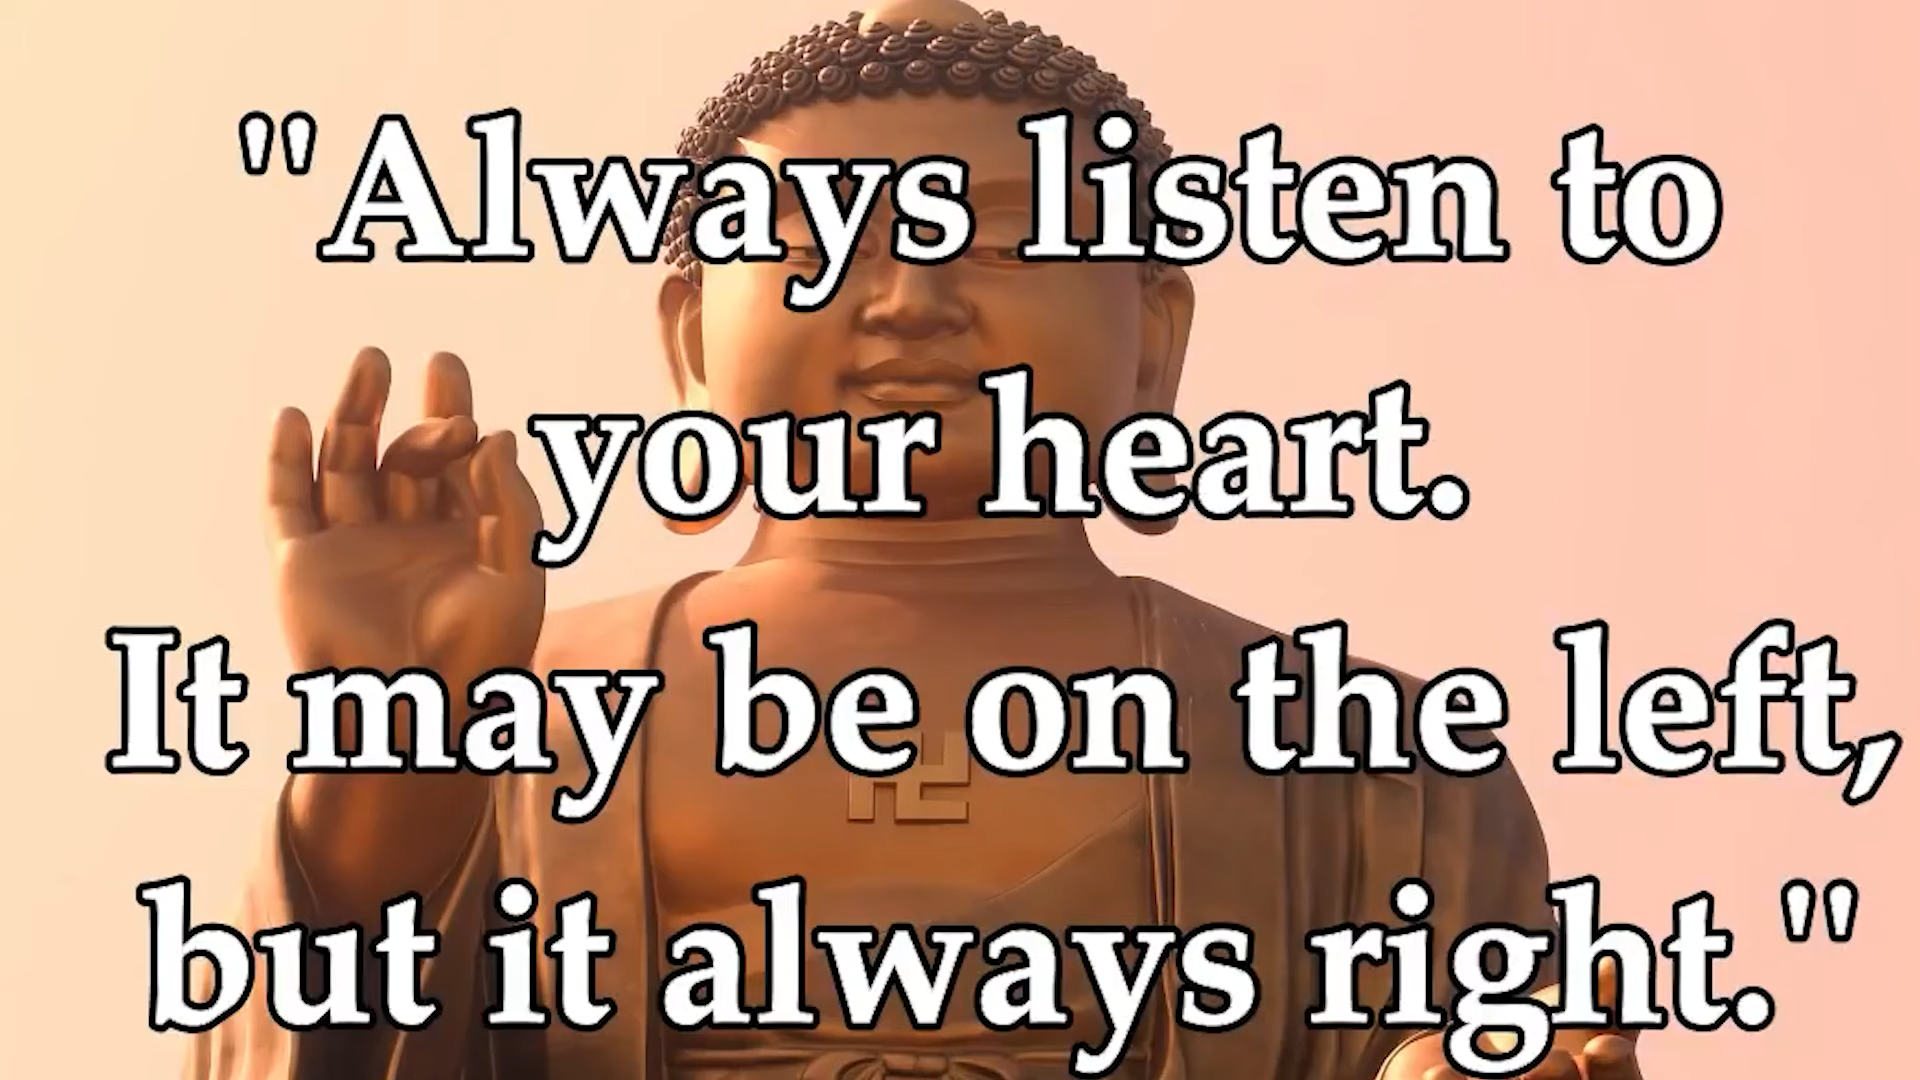 "Always listen to
your heart.
It may be on the left,
but it always right."